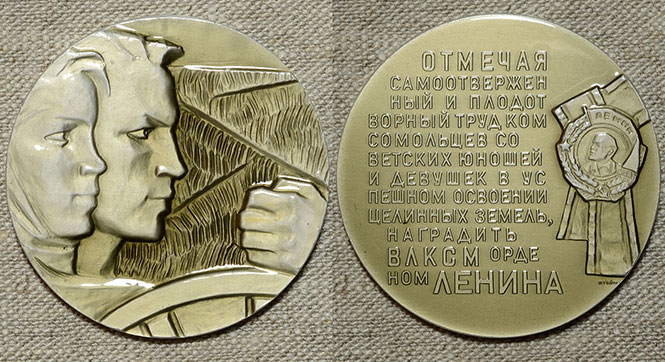 ОТМЕЧАЯ
САМООТВЕРЖЕН
НЫЙ И ПЛОДОТ
ВОРНЫЙ ТРУД КОМ
СОМОЛЬЦЕВ СО
ВЕТСКИХ ЮНОШЕЙ
И ДЕВУШЕК В УС
ПЕШНОМ ОСВОЕНИИ
ЦЕЛИННЫХ ЗЕМЕЛЬ,
НАГРАДИТЬ
ВЛКСМ ОРДЕ
НОМ ЛЕНИНА
ЛЕНИН